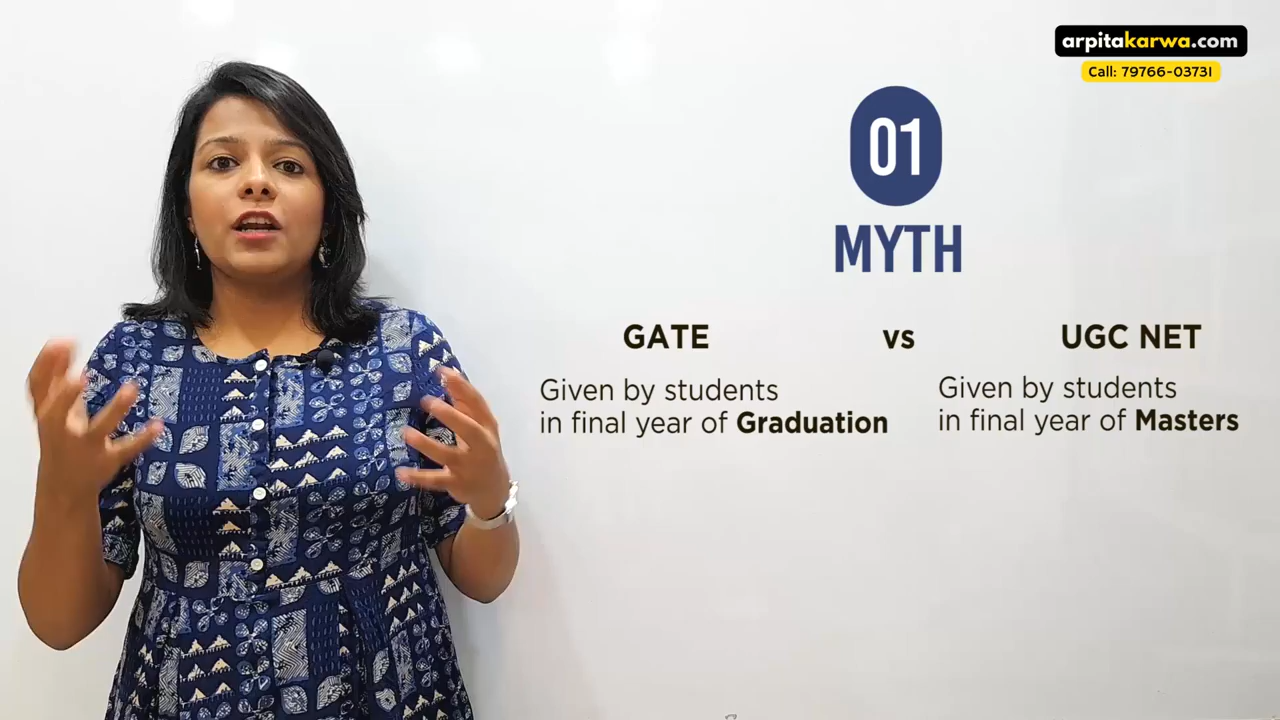 arpitakarwa.com
Call: 79766-03731
01
MYTH
GATE vs UGC NET
Given by students
in final year of Graduation
Given by students
in final year of Masters